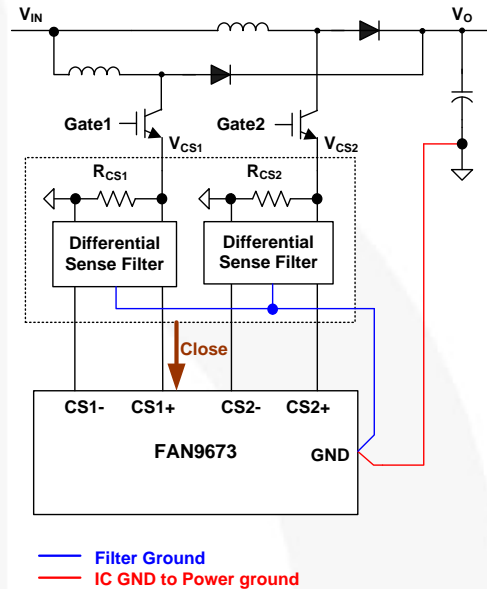 VIN
VO
Gate1
Gate2
VCS1
VCS2
RCS1
RCS2
Differential
Sense Filter
Differential
Sense Filter
Close
CS1-
CS1+
CS2-
CS2+
FAN9673
GND
Filter Ground
IC GND to Power ground